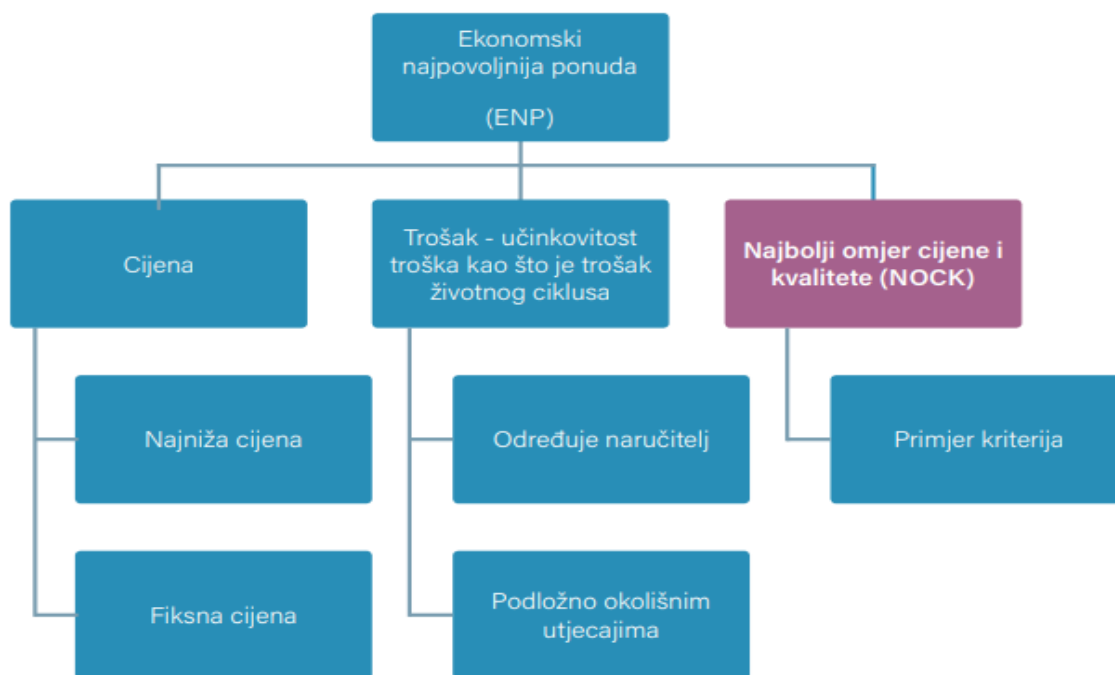 Ekonomski
najpovoljnija ponuda
(ENP)
Cijena
Trošak - učinkovitost
troška kao što je trošak
životnog ciklusa
Najbolji omjer cijene i
kvalitete (NOCK)
Najniža cijena
Određuje naručitelj
Primjer kriterija
Fiksna cijena
Podložno okolišnim
utjecajima